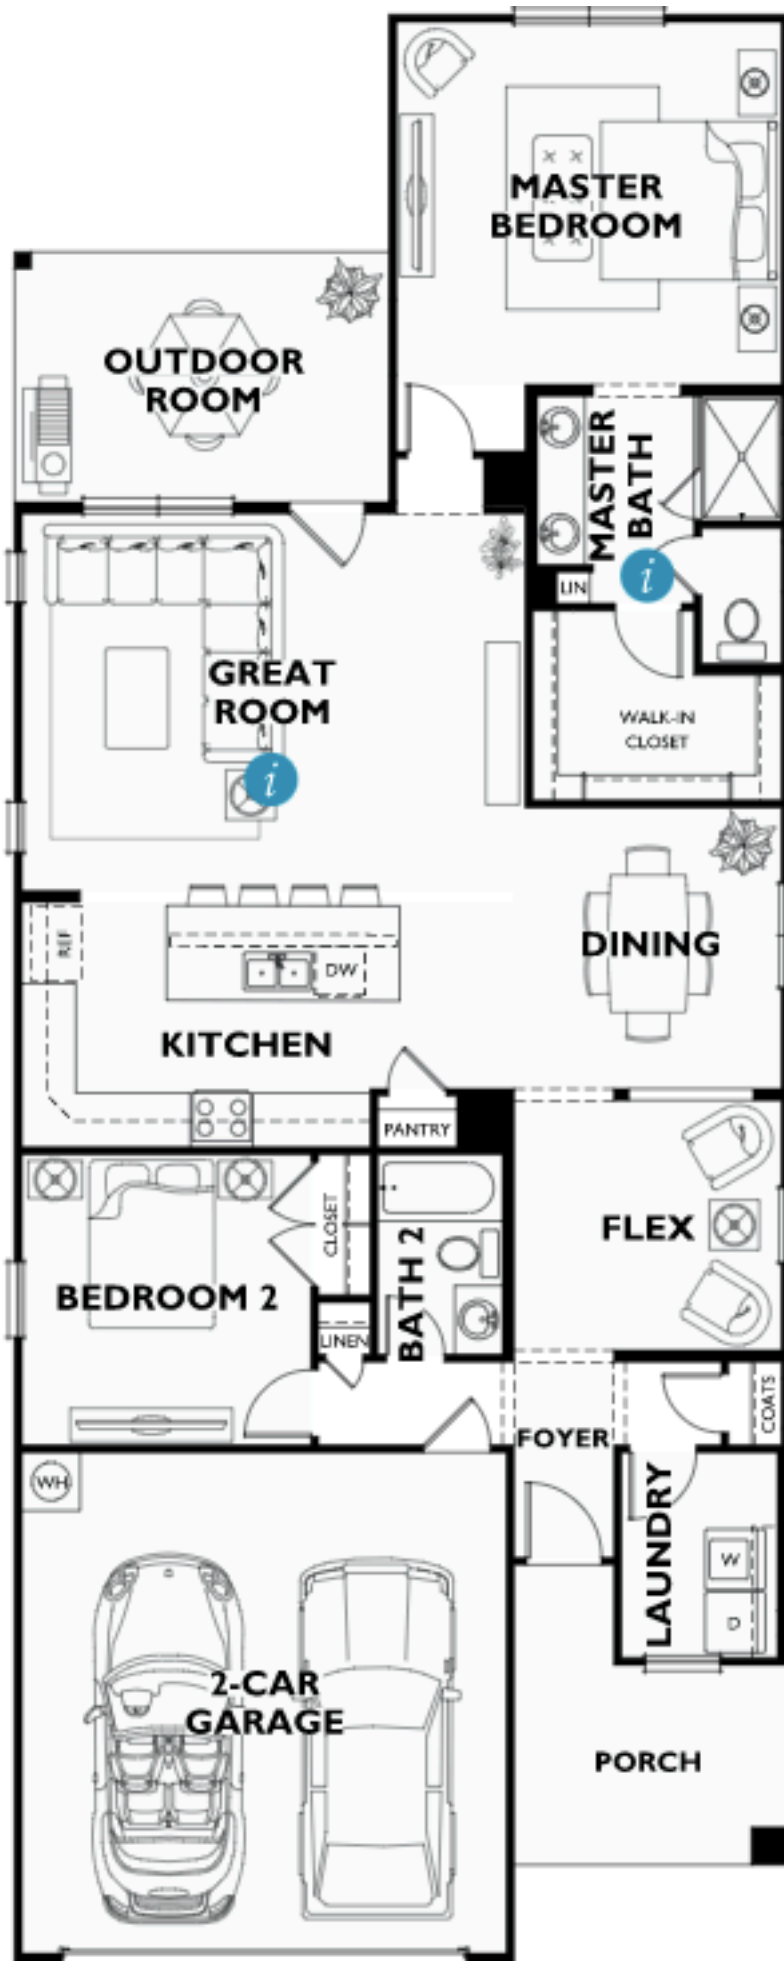 MASTER
BEDROOM
OUTDOOR
ROOM
MASTER
BATH
i
LIN
GREAT
ROOM
WALK-IN
CLOSET
i
REF
DW
DINING
KITCHEN
PANTRY
CLOSET
BATH 2
FLEX
BEDROOM 2
LINEN
COATS
FOYER
WH
LAUNDRY
W
D
2-CAR
GARAGE
PORCH